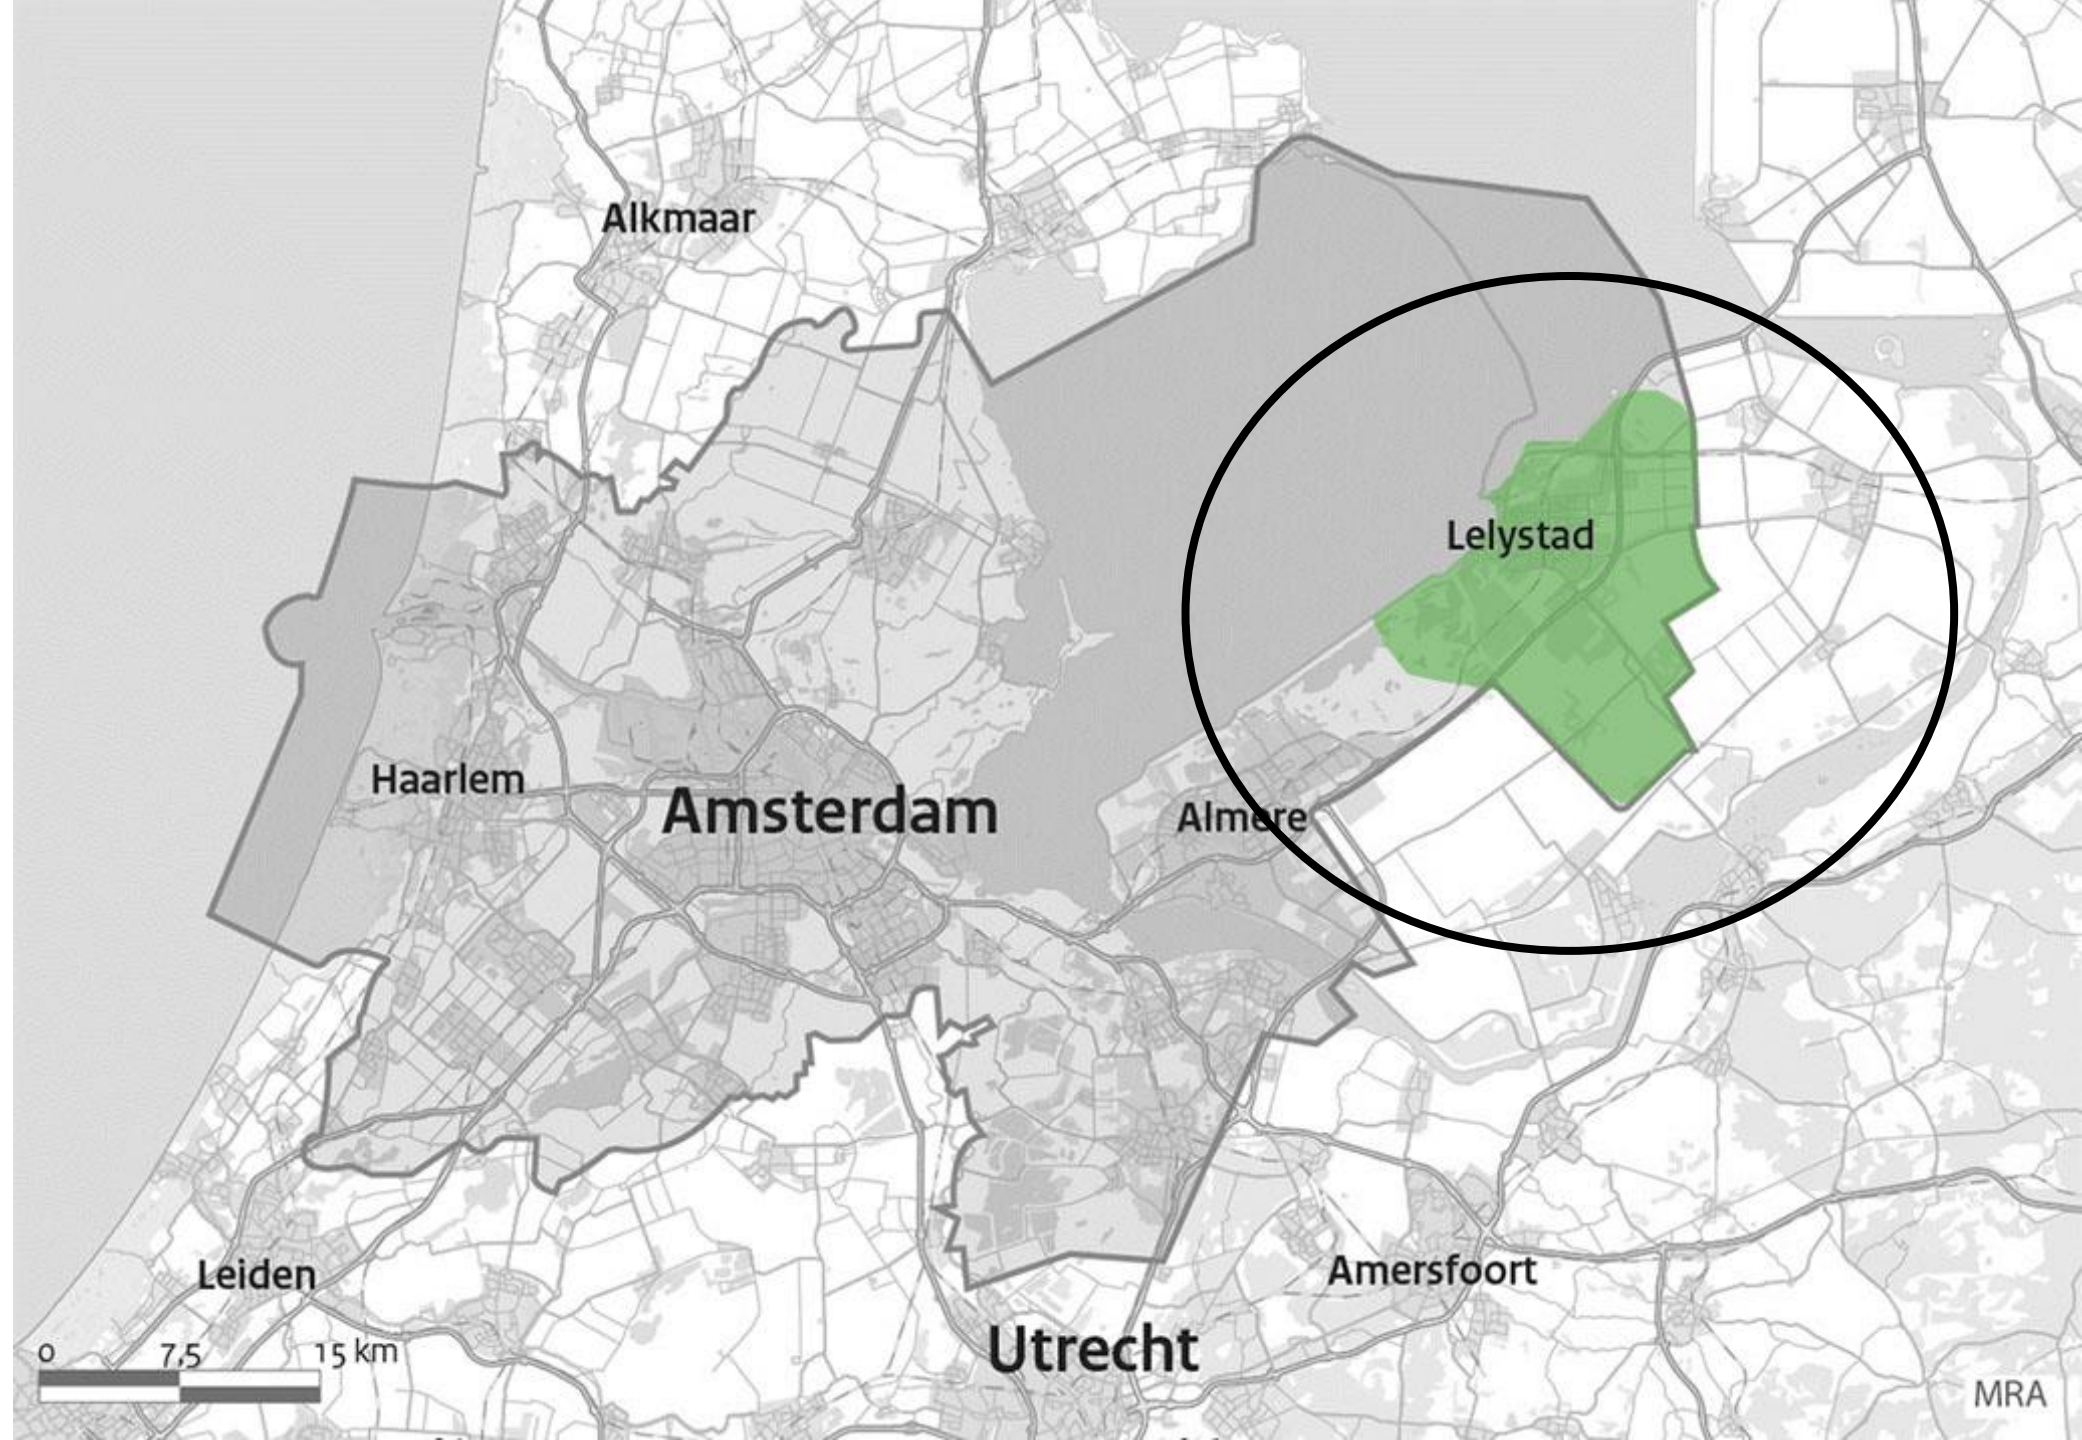 Alkmaar
Lelystad
Haarlem
Amsterdam
Almere
Leiden
Amersfoort
Utrecht
0 7,5 15 km
MRA